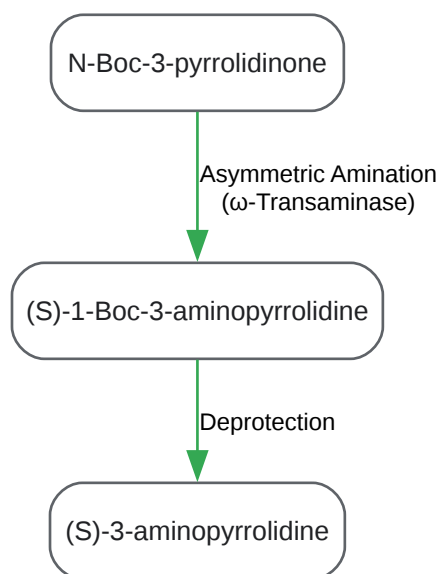 N-Boc-3-pyrrolidinone
Asymmetric Amination
(ω-Transaminase)
(S)-1-Boc-3-aminopyrrolidine
Deprotection
(S)-3-aminopyrrolidine